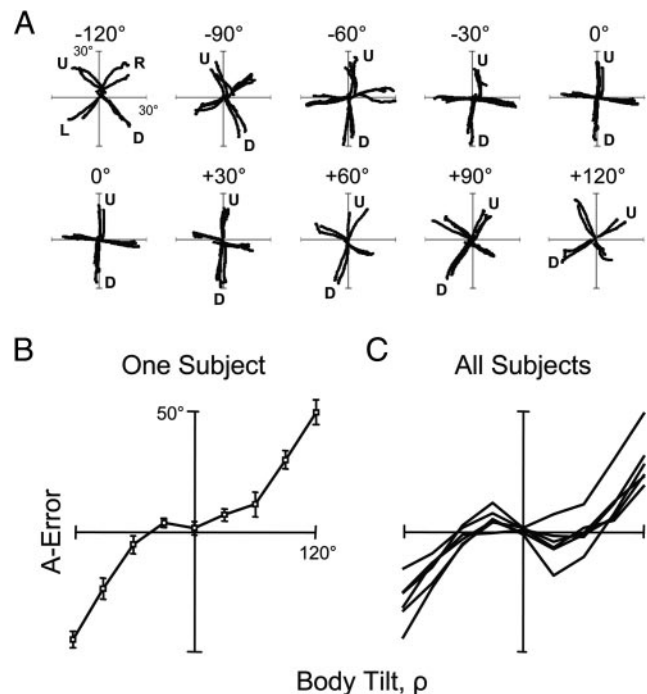 A
-120° -90° -60° -30° 0°
30°
U R U U U U
30°
L D D D D D
0° +30° +60° +90° +120°
U U U U U
D D D D D
B C
One Subject All Subjects
50°
A-Error
120°
Body Tilt, ρ